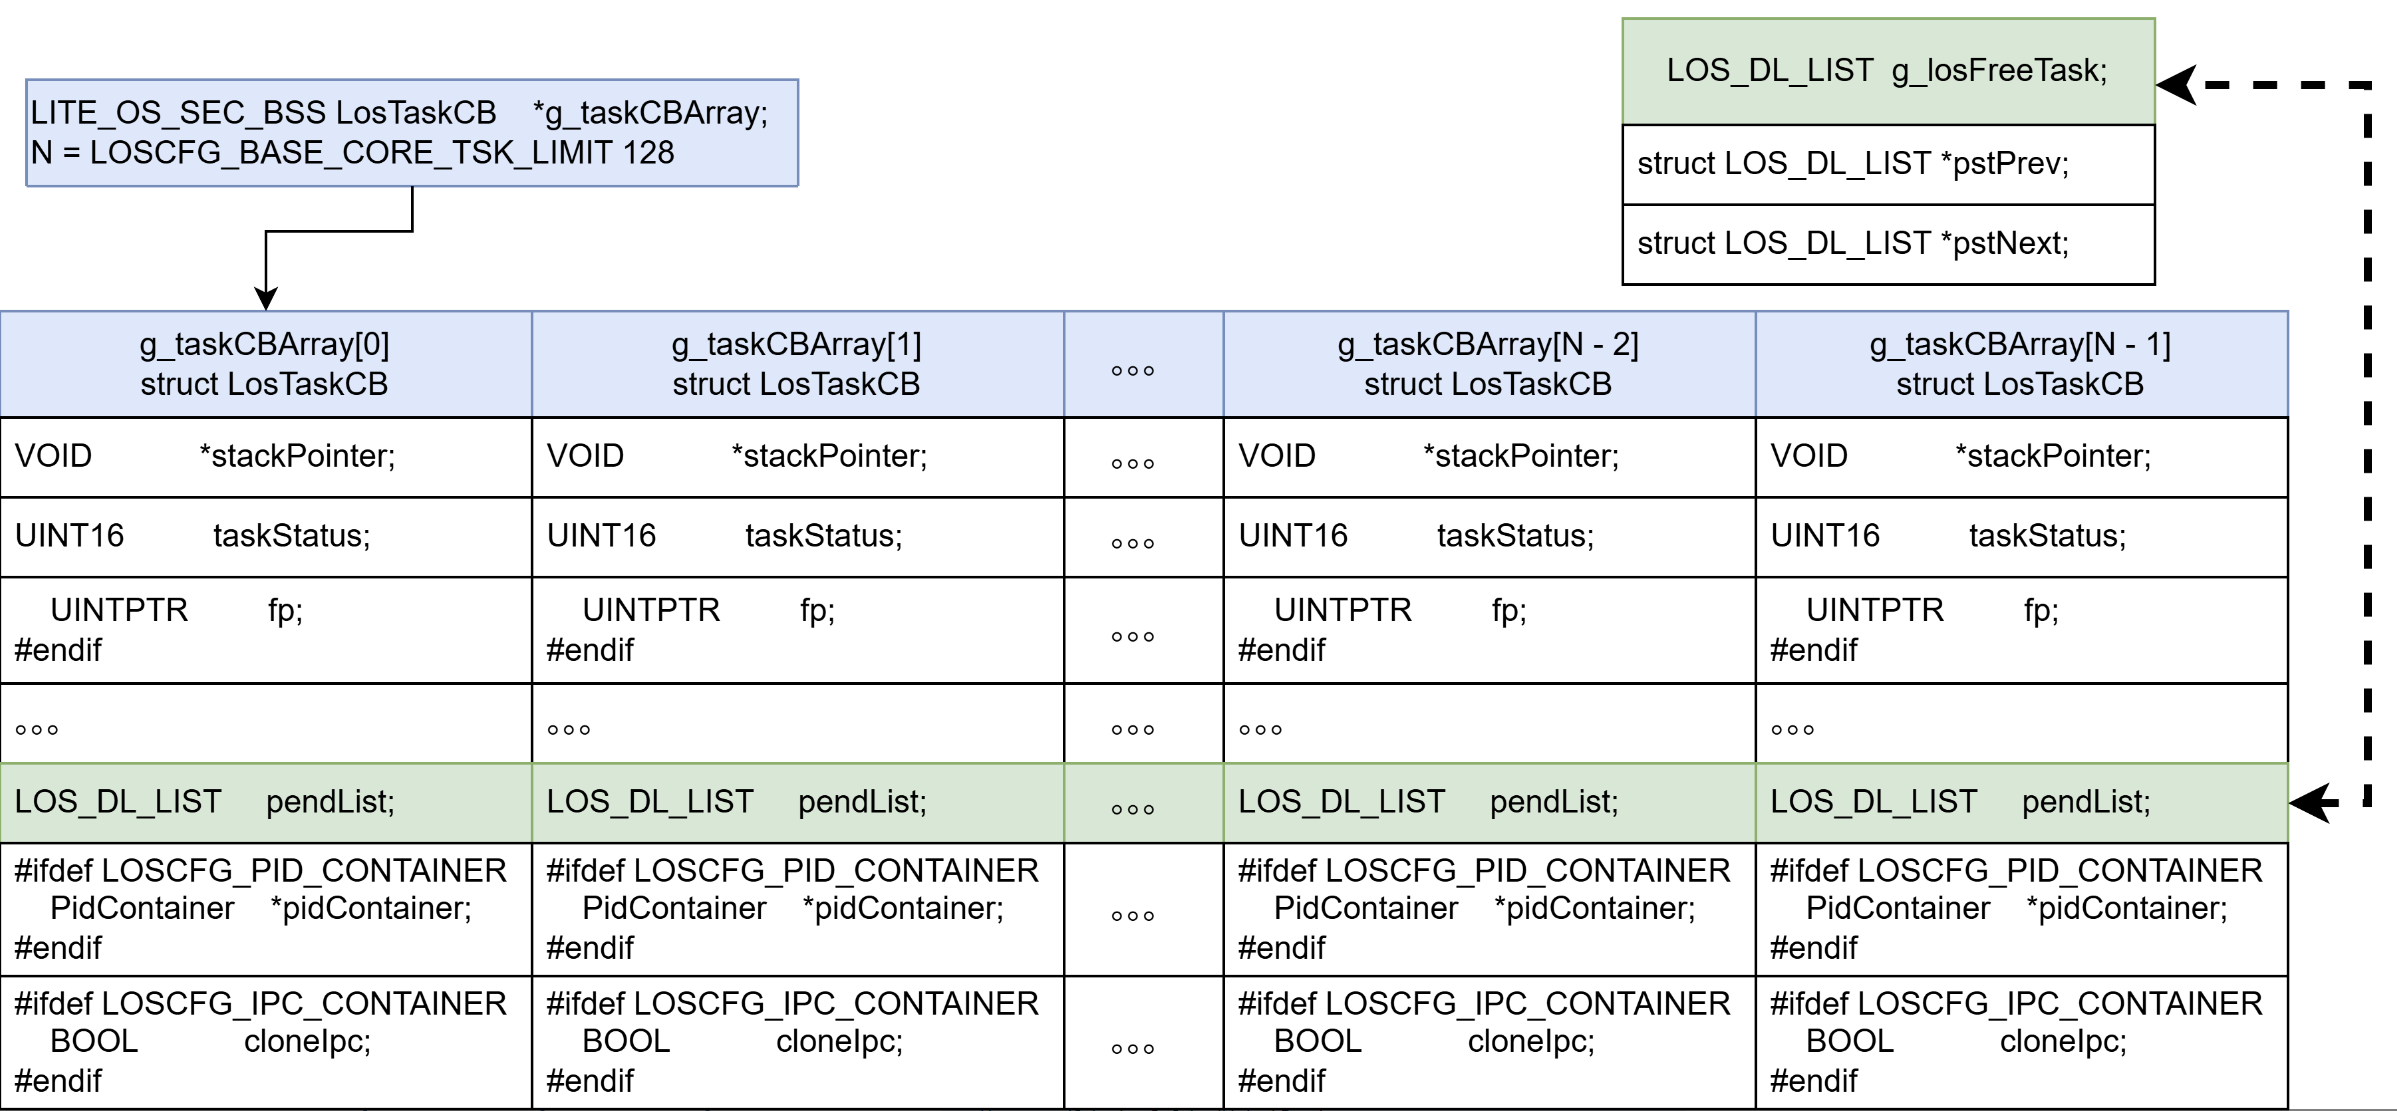 LOS_DL_LIST  g_losFreeTask;
LITE_OS_SEC_BSS LosTaskCB    *g_taskCBArray;
N = LOSCFG_BASE_CORE_TSK_LIMIT 128
struct LOS_DL_LIST *pstPrev;
struct LOS_DL_LIST *pstNext;
g_taskCBArray[0]
struct LosTaskCB
g_taskCBArray[1]
struct LosTaskCB
。。。
g_taskCBArray[N - 2]
struct LosTaskCB
g_taskCBArray[N - 1]
struct LosTaskCB
VOID            *stackPointer;
VOID            *stackPointer;
。。。
VOID            *stackPointer;
VOID            *stackPointer;
UINT16          taskStatus;
UINT16          taskStatus;
。。。
UINT16          taskStatus;
UINT16          taskStatus;
UINTPTR         fp;
#endif
UINTPTR         fp;
#endif
。。。
UINTPTR         fp;
#endif
UINTPTR         fp;
#endif
。。。
。。。
。。。
。。。
。。。
LOS_DL_LIST     pendList;
LOS_DL_LIST     pendList;
。。。
LOS_DL_LIST     pendList;
LOS_DL_LIST     pendList;
#ifdef LOSCFG_PID_CONTAINER
PidContainer    *pidContainer;
#endif
#ifdef LOSCFG_PID_CONTAINER
PidContainer    *pidContainer;
#endif
。。。
#ifdef LOSCFG_PID_CONTAINER
PidContainer    *pidContainer;
#endif
#ifdef LOSCFG_PID_CONTAINER
PidContainer    *pidContainer;
#endif
#ifdef LOSCFG_IPC_CONTAINER
BOOL            cloneIpc;
#endif
#ifdef LOSCFG_IPC_CONTAINER
BOOL            cloneIpc;
#endif
。。。
#ifdef LOSCFG_IPC_CONTAINER
BOOL            cloneIpc;
#endif
#ifdef LOSCFG_IPC_CONTAINER
BOOL            cloneIpc;
#endif